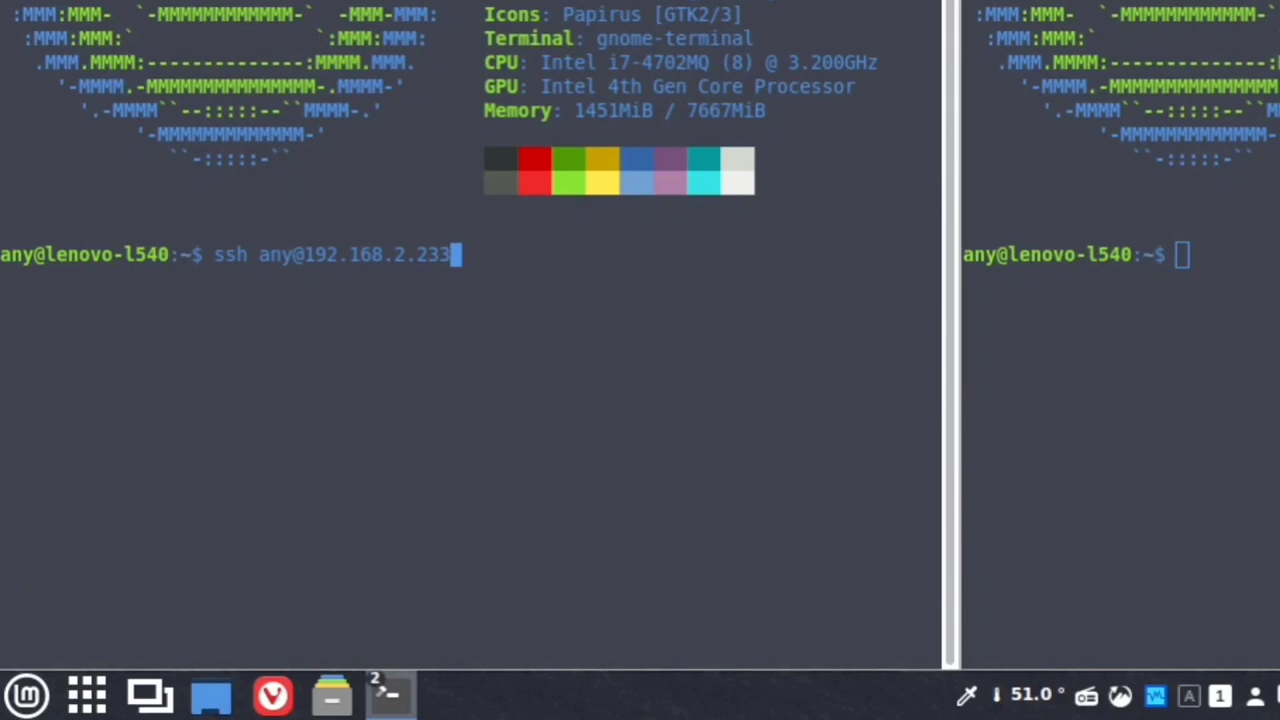 :MMM:MMM-  `-MMMMMMMMMMMM-`  -MMM-MMM:
:MMM:MMM:`                `:MMM:MMM:
.MMM.MMMM:--------------:MMMM.MMM.
'-MMMM.-MMMMMMMMMMMMMMM-.MMMM-'
'.-MMMM``--:::::--``MMMM-.'
'-MMMMMMMMMMMMM-'
``-:::::-``
Icons: Papirus [GTK2/3]
Terminal: gnome-terminal
CPU: Intel i7-4702MQ (8) @ 3.200GHz
GPU: Intel 4th Gen Core Processor
Memory: 1451MiB / 7667MiB
any@lenovo-l540:~$ ssh any@192.168.2.233
:MMM:MMM-  `-MMMMMMMMMMMM-`
:MMM:MMM:`
.MMM.MMMM:--------------:
'-MMMM.-MMMMMMMMMMMMMM
'.-MMMM``--:::::--``M
'-MMMMMMMMMMMMM-
``-:::::-``
any@lenovo-l540:~$
2
51.0 °
A
1